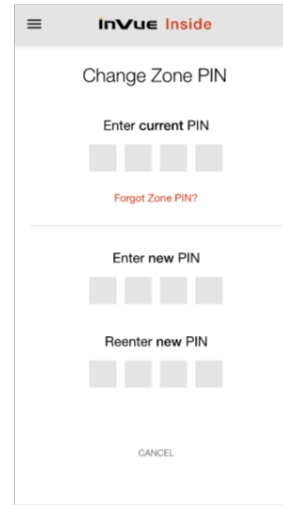 InVue Inside
Change Zone PIN
Enter current PIN
Forgot Zone PIN?
Enter new PIN
Reenter new PIN
CANCEL